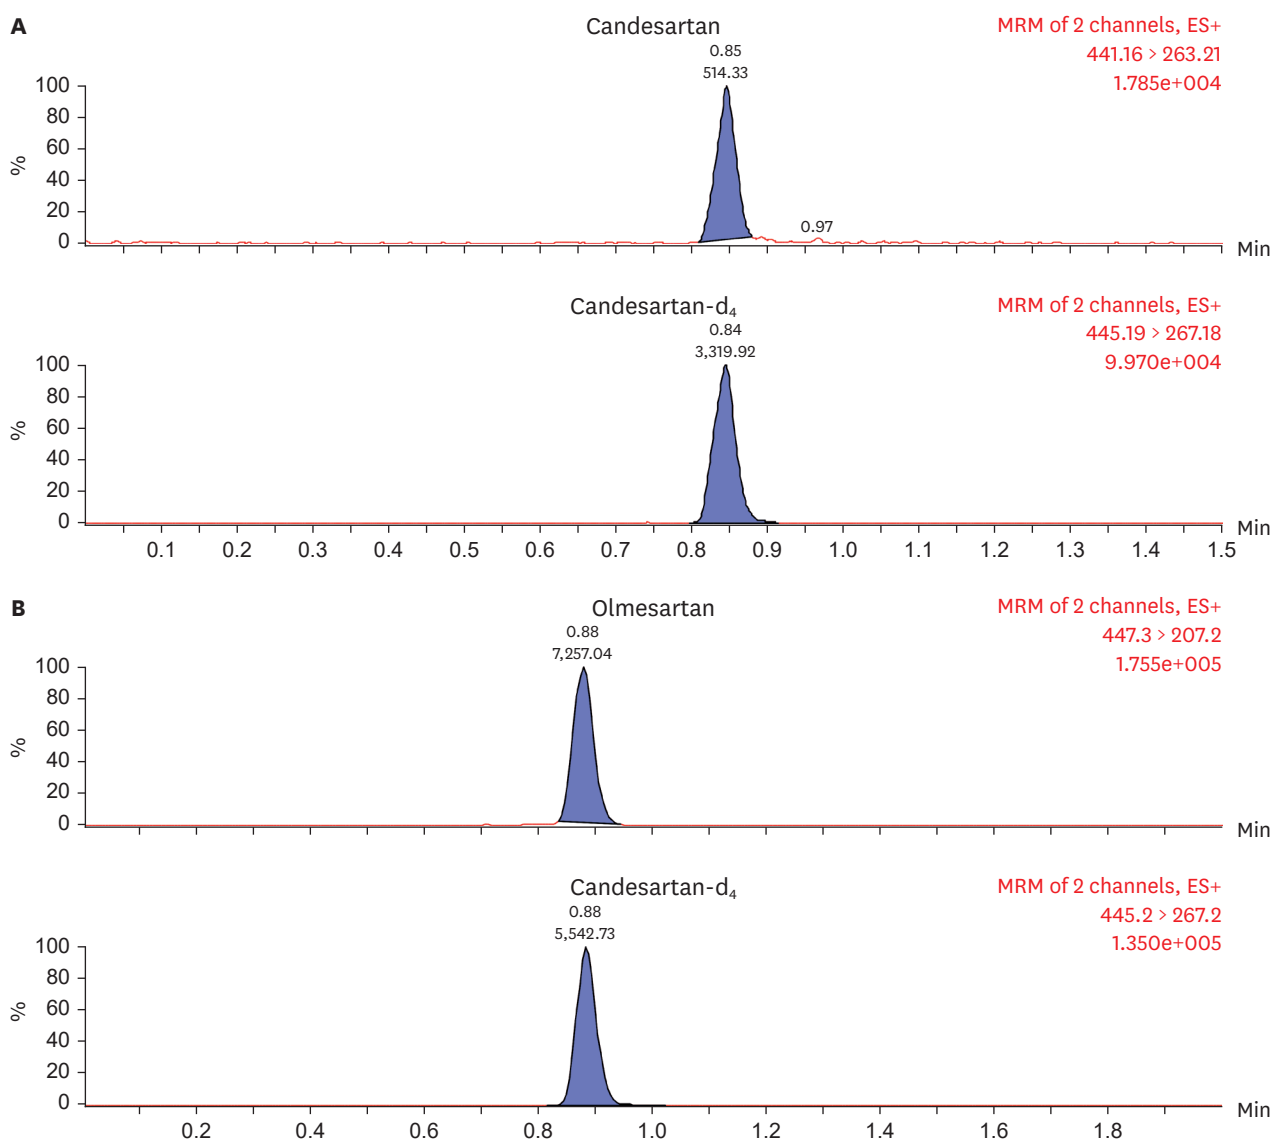 A
Candesartan
MRM of 2 channels, ES+
441.16 > 263.21
1.785e+004
0.85
514.33
100
80
60
40
20
0
%
0.97
Min
Candesartan-d₄
MRM of 2 channels, ES+
445.19 > 267.18
9.970e+004
0.84
3,319.92
100
80
60
40
20
0
%
Min
0.1 0.2 0.3 0.4 0.5 0.6 0.7 0.8 0.9 1.0 1.1 1.2 1.3 1.4 1.5
B
Olmesartan
MRM of 2 channels, ES+
447.3 > 207.2
1.755e+005
0.88
7,257.04
100
80
60
40
20
0
%
Min
Candesartan-d₄
MRM of 2 channels, ES+
445.2 > 267.2
1.350e+005
0.88
5,542.73
100
80
60
40
20
0
%
Min
0.2 0.4 0.6 0.8 1.0 1.2 1.4 1.6 1.8